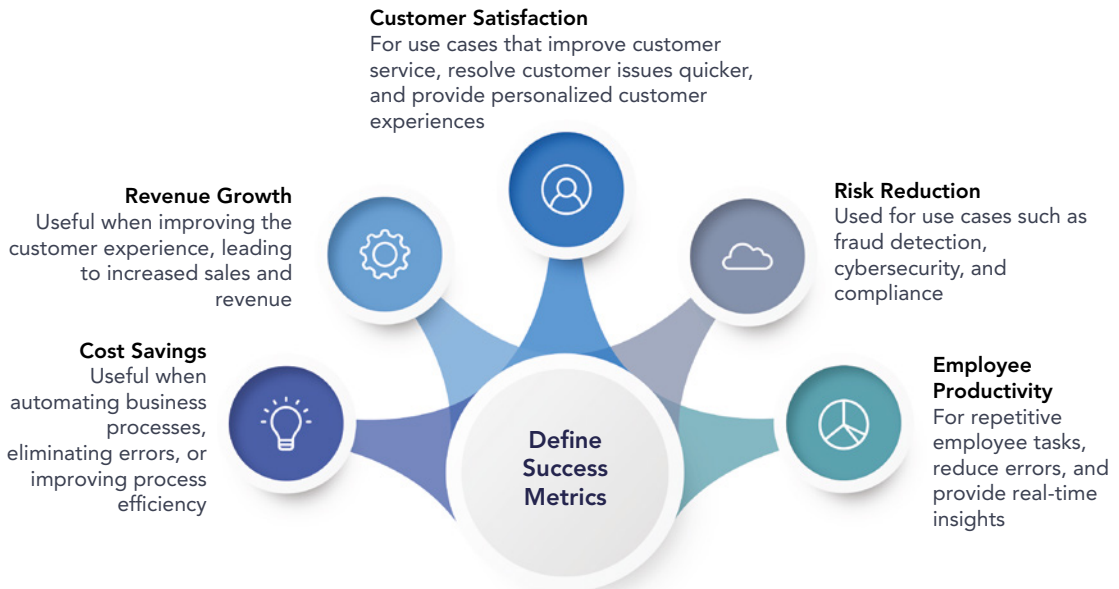 Customer Satisfaction
For use cases that improve customer
service, resolve customer issues quicker,
and provide personalized customer
experiences
Revenue Growth
Useful when improving the
customer experience, leading
to increased sales and
revenue
Risk Reduction
Used for use cases such as
fraud detection,
cybersecurity, and
compliance
Cost Savings
Useful when
automating business
processes,
eliminating errors, or
improving process
efficiency
Employee
Productivity
For repetitive
employee tasks,
reduce errors, and
provide real-time
insights
Define
Success
Metrics